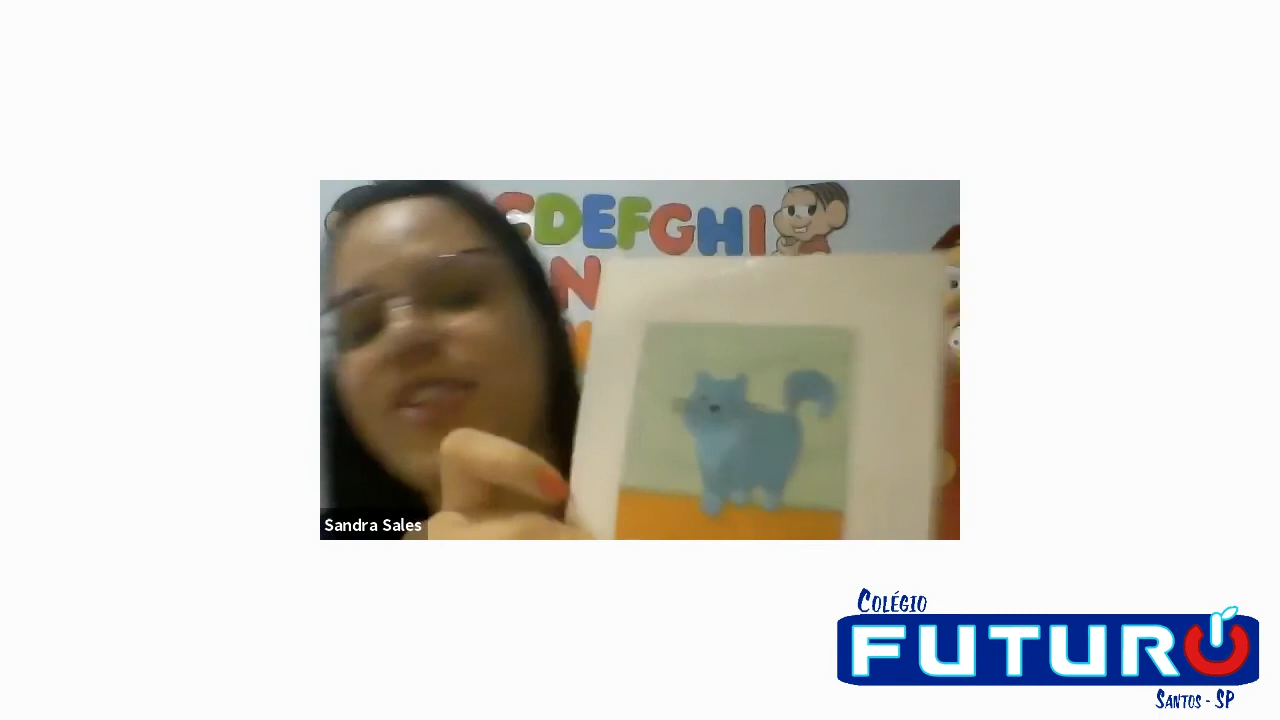 CDEFGHI
N
Sandra Sales
COLÉGIO
FUTURO
SANTOS - SP